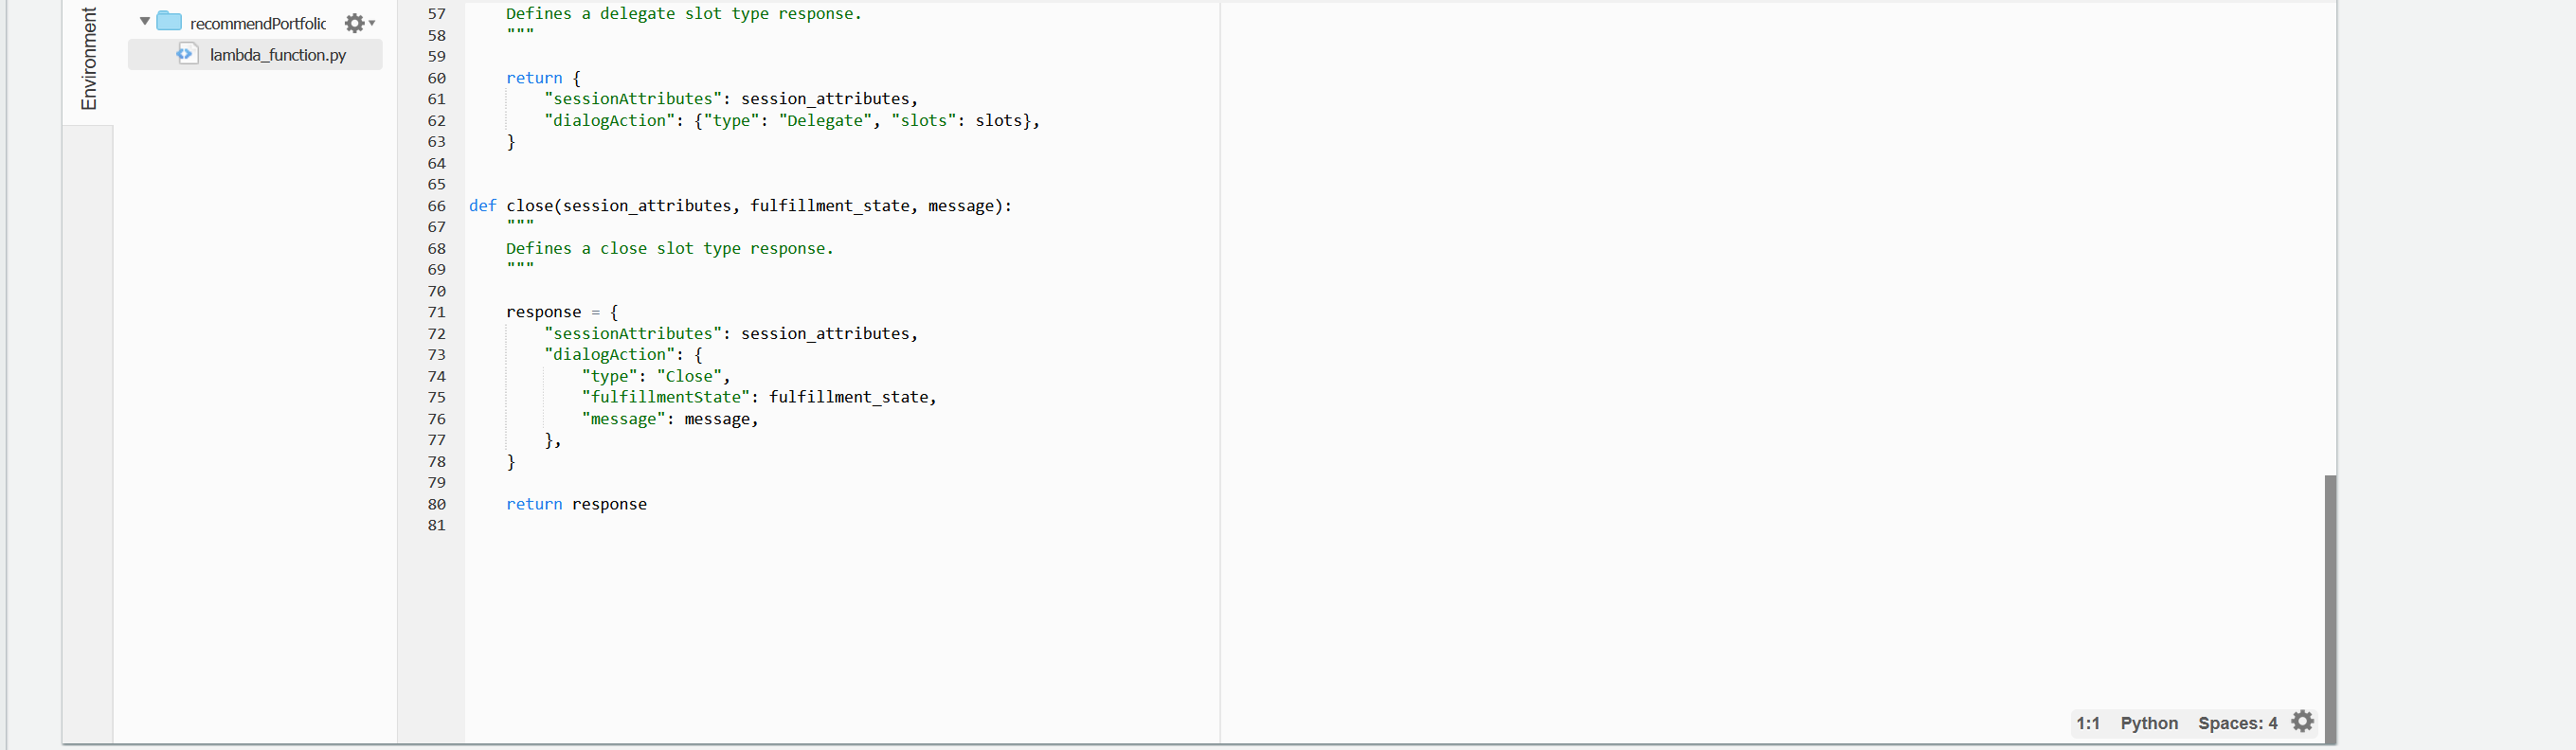 Environment
recommendPortfolic
lambda_function.py
57     Defines a delegate slot type response.
58     """
59
60     return {
61         "sessionAttributes": session_attributes,
62         "dialogAction": {"type": "Delegate", "slots": slots},
63     }
64
65
66 def close(session_attributes, fulfillment_state, message):
67     """
68     Defines a close slot type response.
69     """
70
71     response = {
72         "sessionAttributes": session_attributes,
73         "dialogAction": {
74             "type": "Close",
75             "fulfillmentState": fulfillment_state,
76             "message": message,
77         },
78     }
79
80     return response
81
1:1 Python Spaces: 4